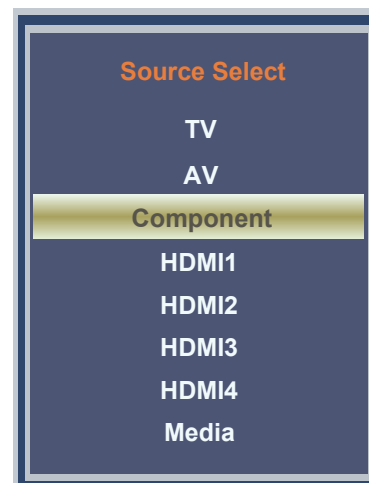 Source Select
TV
AV
Component
HDMI1
HDMI2
HDMI3
HDMI4
Media